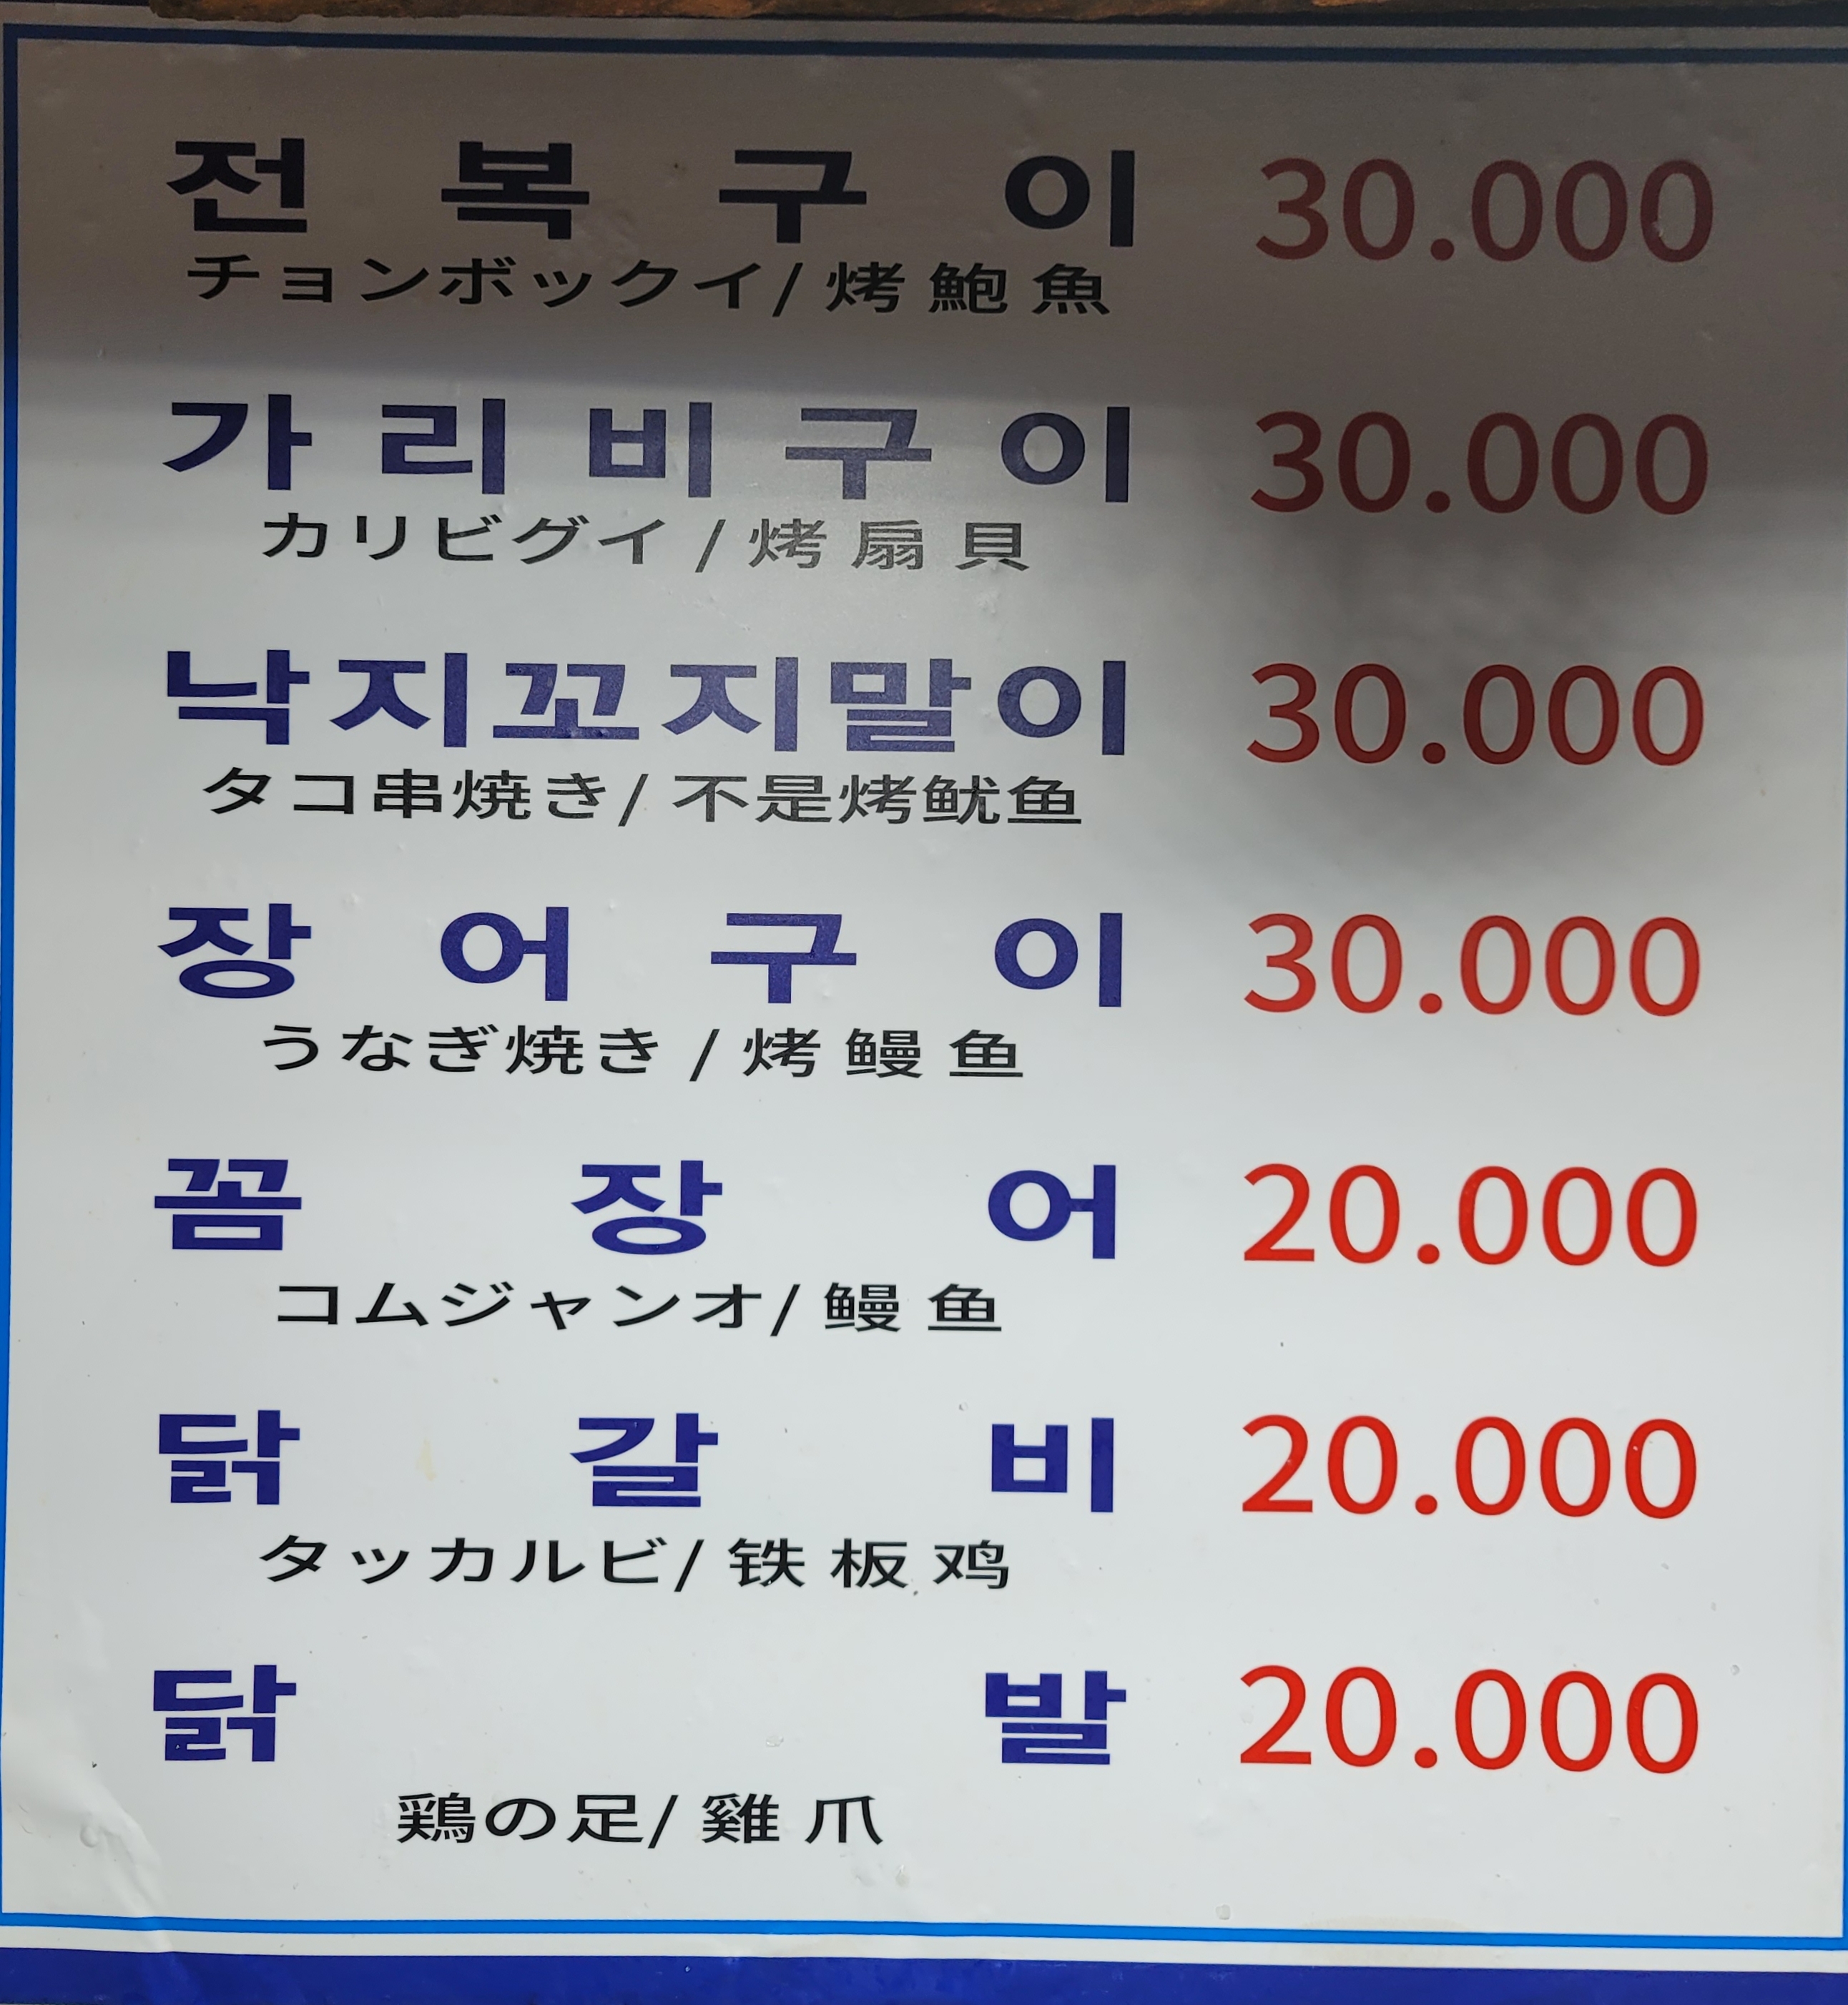 전복구이 30.000
チョンボックイ/ 烤鮑魚
가리비구이 30.000
カリビグイ / 烤扇貝
낙지꼬지말이 30.000
タコ串焼き/ 不是烤鱿鱼
장어구이 30.000
うなぎ焼き / 烤鳗鱼
꼼장어 20.000
コムジャンオ/ 鳗鱼
닭갈비 20.000
タッカルビ/ 铁板鸡
닭발 20.000
鶏の足/ 雞爪